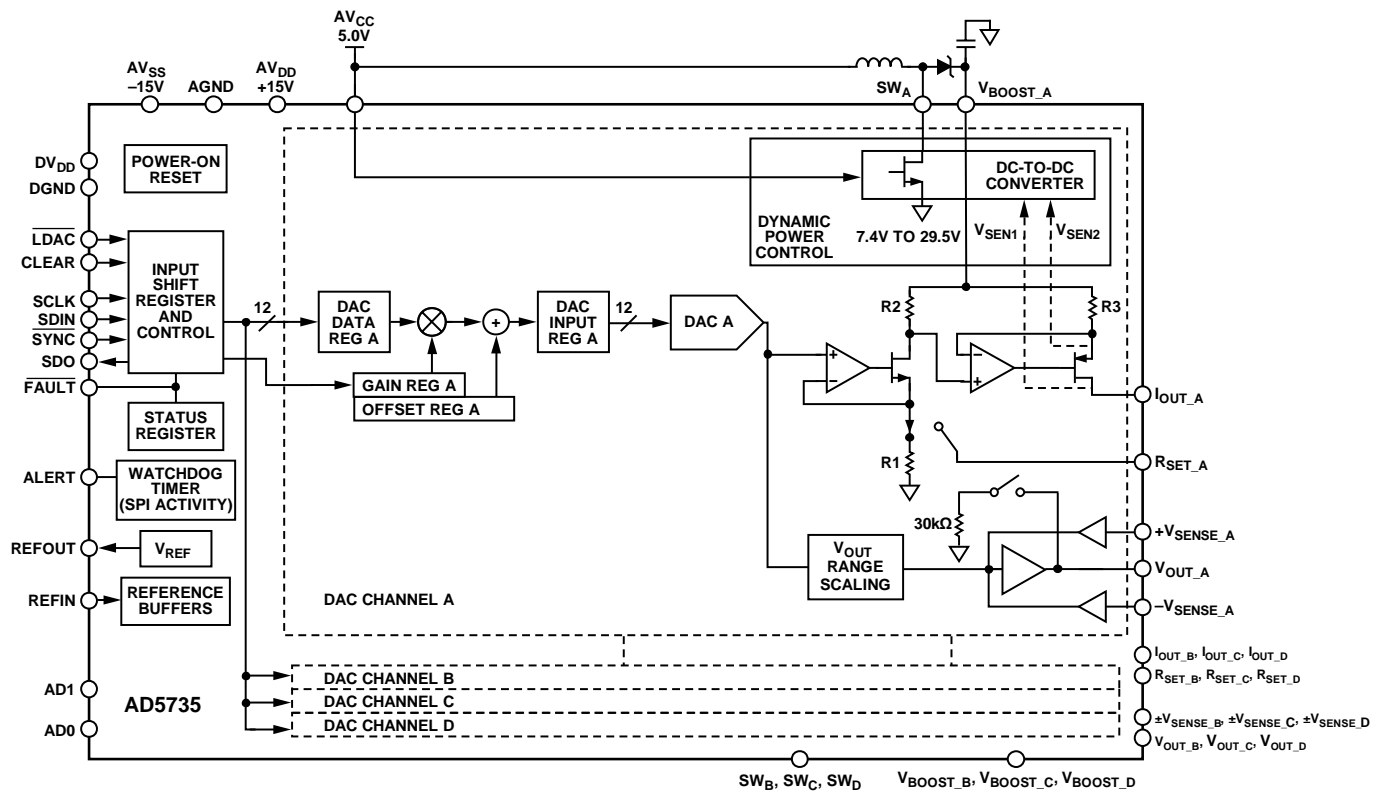 AVCC
5.0V
AVSS
–15V
AGND
AVDD
+15V
SWA
VBOOST_A
DVDD
DGND
POWER-ON
RESET
DC-TO-DC
CONVERTER
DYNAMIC
POWER
CONTROL
7.4V TO 29.5V
VSEN1
VSEN2
LDAC
CLEAR
SCLK
SDIN
SYNC
SDO
FAULT
INPUT
SHIFT
REGISTER
AND
CONTROL
12
DAC
DATA
REG A
×
+
DAC
INPUT
REG A
12
DAC A
GAIN REG A
OFFSET REG A
R2
R3
+
–
–
+
R1
IOUT_A
RSET_A
STATUS
REGISTER
ALERT
WATCHDOG
TIMER
(SPI ACTIVITY)
REFOUT
VREF
REFIN
REFERENCE
BUFFERS
30kΩ
VOUT
RANGE
SCALING
+VSENSE_A
VOUT_A
–VSENSE_A
DAC CHANNEL A
IOUT_B, IOUT_C, IOUT_D
RSET_B, RSET_C, RSET_D
±VSENSE_B, ±VSENSE_C, ±VSENSE_D
VOUT_B, VOUT_C, VOUT_D
AD1
AD0
AD5735
DAC CHANNEL B
DAC CHANNEL C
DAC CHANNEL D
SWB, SWC, SWD
VBOOST_B, VBOOST_C, VBOOST_D